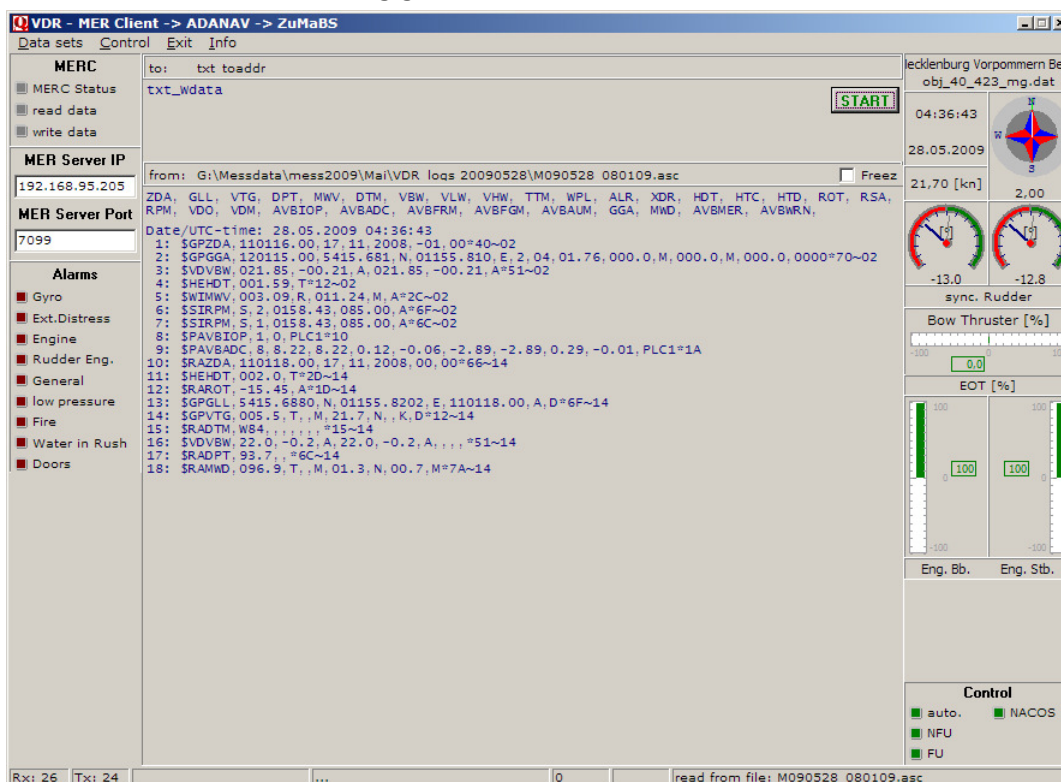 VDR - MER Client -> ADANAV -> ZuMaBS
Data sets Control Exit Info
MERC
MERC Status
read data
write data
MER Server IP
192.168.95.205
MER Server Port
7099
Alarms
Gyro
Ext.Distress
Engine
Rudder Eng.
General
low pressure
Fire
Water in Rush
Doors
to: txt toaddr
txt_Wdata
START
from: G:\Messdata\mess2009\Mai\VDR_logs_20090528\M090528_080109.asc Freez
ZDA, GLL, VTG, DPT, MWV, DTM, VBW, VLW, VHW, TTM, WPL, ALR, XDR, HDT, HTC, HTD, ROT, RSA,
RPM, VDO, VDM, AVBIOP, AVBADC, AVBFRM, AVBFGM, AVBAUM, GGA, MWD, AVBMER, AVBWRN,
Date/UTC-time: 28.05.2009 04:36:43
1: $GPZDA,110116.00,17,11,2008,-01,00*40~02
2: $GPGGA,120115.00,5415.681,N,01155.810,E,2,04,01.76,000.0,M,000.0,M,000.0,0000*70~02
3: $VDVBW,021.85,-00.21,A,021.85,-00.21,A*51~02
4: $HEHDT,001.59,T*12~02
5: $WIMWV,003.09,R,011.24,M,A*2C~02
6: $SIRPM,S,2,0158.43,085.00,A*6F~02
7: $SIRPM,S,1,0158.43,085.00,A*6C~02
8: $PAVBIOP,1,0,PLC1*10
9: $PAVBADC,8,8.22,8.22,0.12,-0.06,-2.89,-2.89,0.29,-0.01,PLC1*1A
10: $RAZDA,110118.00,17,11,2008,00,00*66~14
11: $HEHDT,002.0,T*2D~14
12: $RAROT,-15.45,A*1D~14
13: $GPGLL,5415.6880,N,01155.8202,E,110118.00,A,D*6F~14
14: $GPVTG,005.5,T,,M,21.7,N,,K,D*12~14
15: $RADTM,W84,,,,,,,*15~14
16: $VDVBW,22.0,-0.2,A,22.0,-0.2,A,,,,*51~14
17: $RADPT,93.7,,*6C~14
18: $RAMWD,096.9,T,,M,01.3,N,00.7,M*7A~14
lecklenburg Vorpommern Be
obj_40_423_mg.dat
04:36:43
28.05.2009
21,70 [kn]
N
W
S
2,00
[°] [°]
-13.0 -12.8
sync. Rudder
Bow Thruster [%]
-100 0 10
0,0
EOT [%]
100 100
100 100
0 0
-100 -100
Eng. Bb. Eng. Stb.
Control
auto. NACOS
NFU
FU
Rx: 26 Tx: 24 ... 0 read from file: M090528_080109.asc